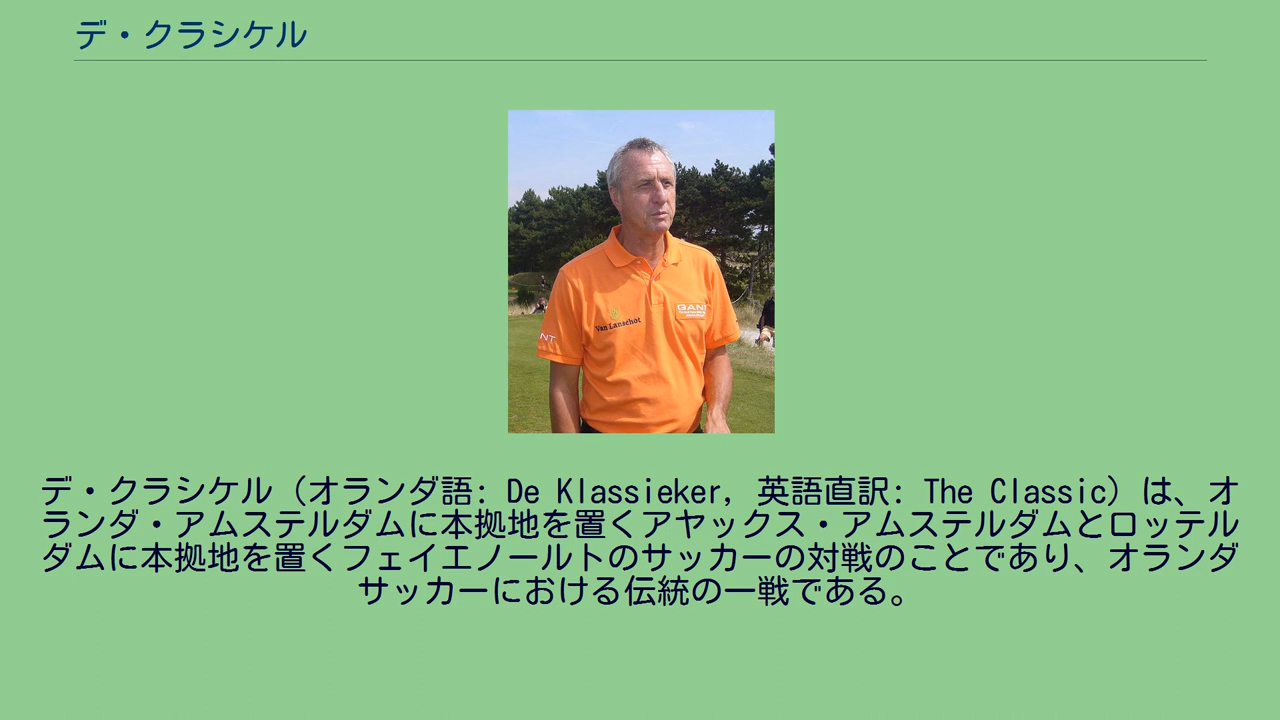 デ・クラシケル
Van Lanschot
GANT
NT
デ・クラシケル（オランダ語: De Klassieker, 英語直訳: The Classic）は、オ
ランダ・アムステルダムに本拠地を置くアヤックス・アムステルダムとロッテル
ダムに本拠地を置くフェイエノールトのサッカーの対戦のことであり、オランダ
サッカーにおける伝統の一戦である。